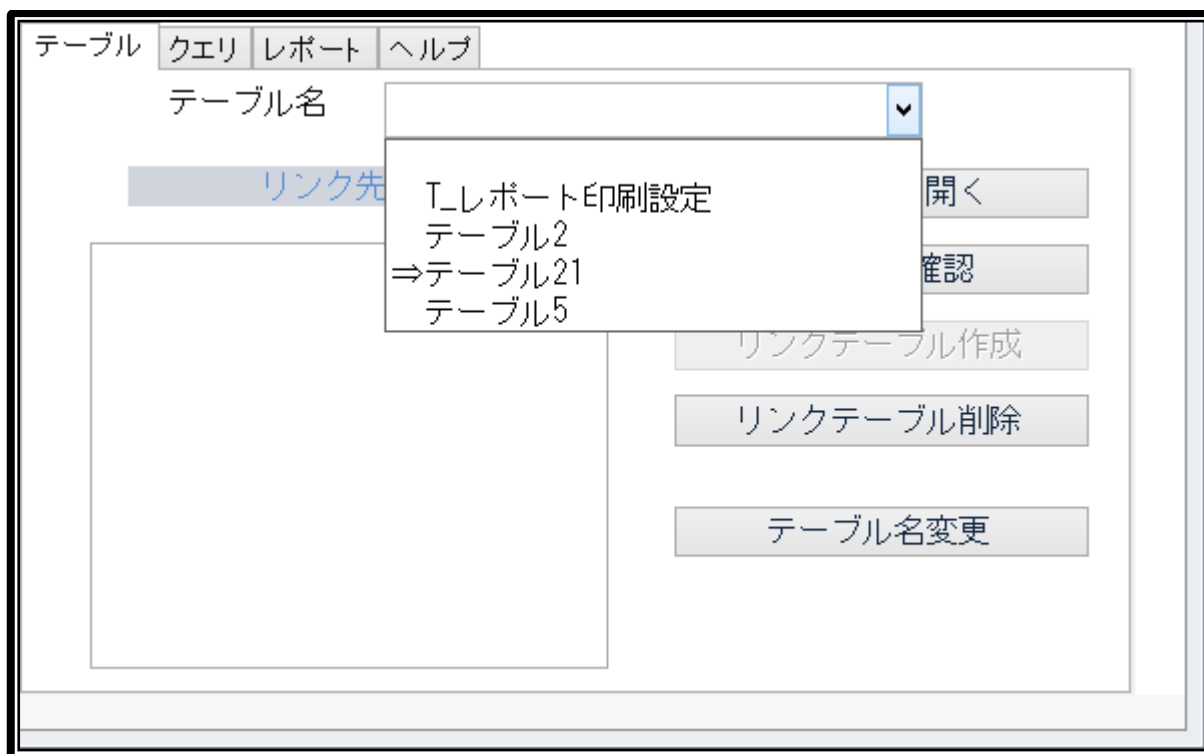 テーブル クエリ レポート ヘルプ
テーブル名
リンク先
T_レポート印刷設定
テーブル2
⇒テーブル21
テーブル5
開く
確認
リンクテーブル作成
リンクテーブル削除
テーブル名変更